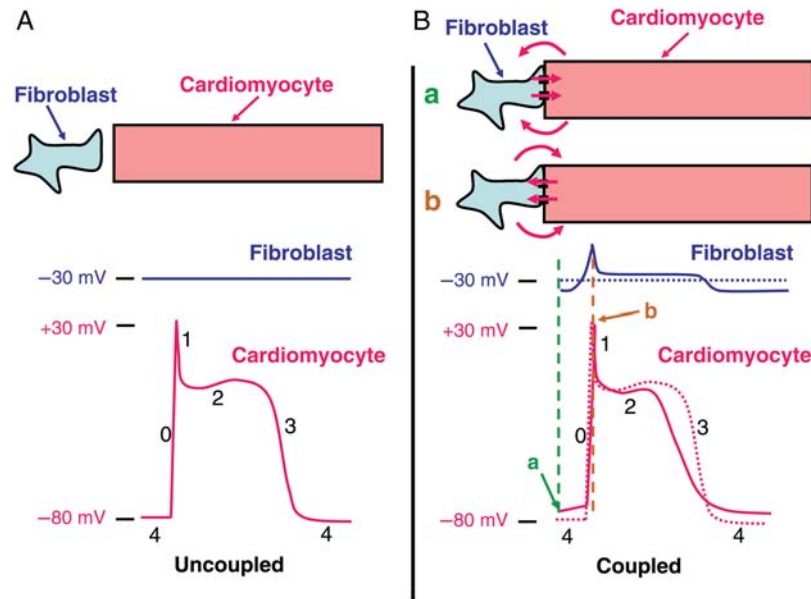 A
Fibroblast
Cardiomyocyte
−30 mV
Fibroblast
+30 mV
1
Cardiomyocyte
2
0
3
−80 mV
4
4
Uncoupled
B
Fibroblast
Cardiomyocyte
a
b
Fibroblast
−30 mV
b
+30 mV
1
Cardiomyocyte
2
0
3
a
−80 mV
4
4
Coupled